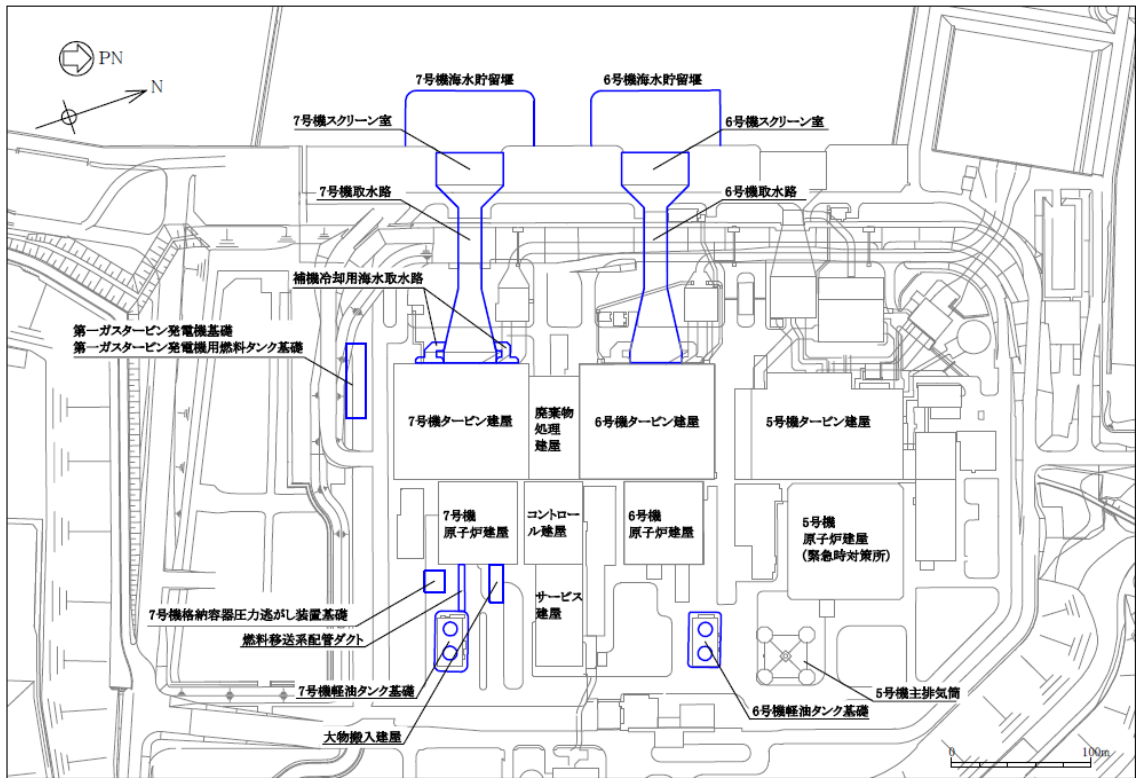 PN
N
7号機海水貯留堰
6号機海水貯留堰
7号機スクリーン室
6号機スクリーン室
7号機取水路
6号機取水路
補機冷却用海水取水路
第一ガスタービン発電機基礎
第一ガスタービン発電機用燃料タンク基礎
7号機タービン建屋
廃棄物
処理
建屋
6号機タービン建屋
5号機タービン建屋
7号機
原子炉建屋
コントロー
ル建屋
6号機
原子炉建屋
5号機
原子炉建屋
(緊急時対策所)
サービス
建屋
7号機格納容器圧力逃がし装置基礎
燃料移送系配管ダクト
7号機軽油タンク基礎
大物搬入建屋
5号機主排気筒
6号機軽油タンク基礎
0
100m